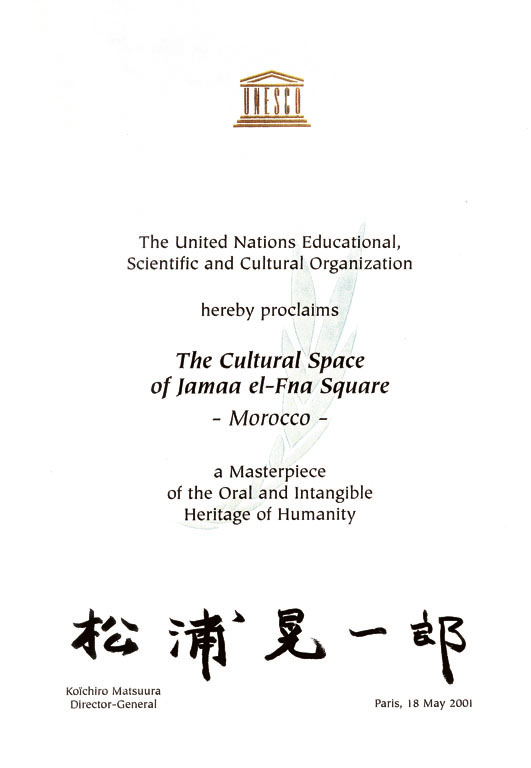 UNESCO
The United Nations Educational,
Scientific and Cultural Organization
hereby proclaims
The Cultural Space
of Jamaa el-Fna Square
- Morocco -
a Masterpiece
of the Oral and Intangible
Heritage of Humanity
松浦晃一郎
Koïchiro Matsuura
Director-General
Paris, 18 May 2001